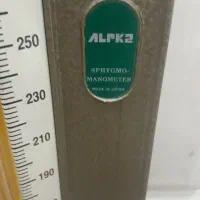 ALPK2
SPHYGMO-
MANOMETER
MADE IN JAPAN
250
230
210
190